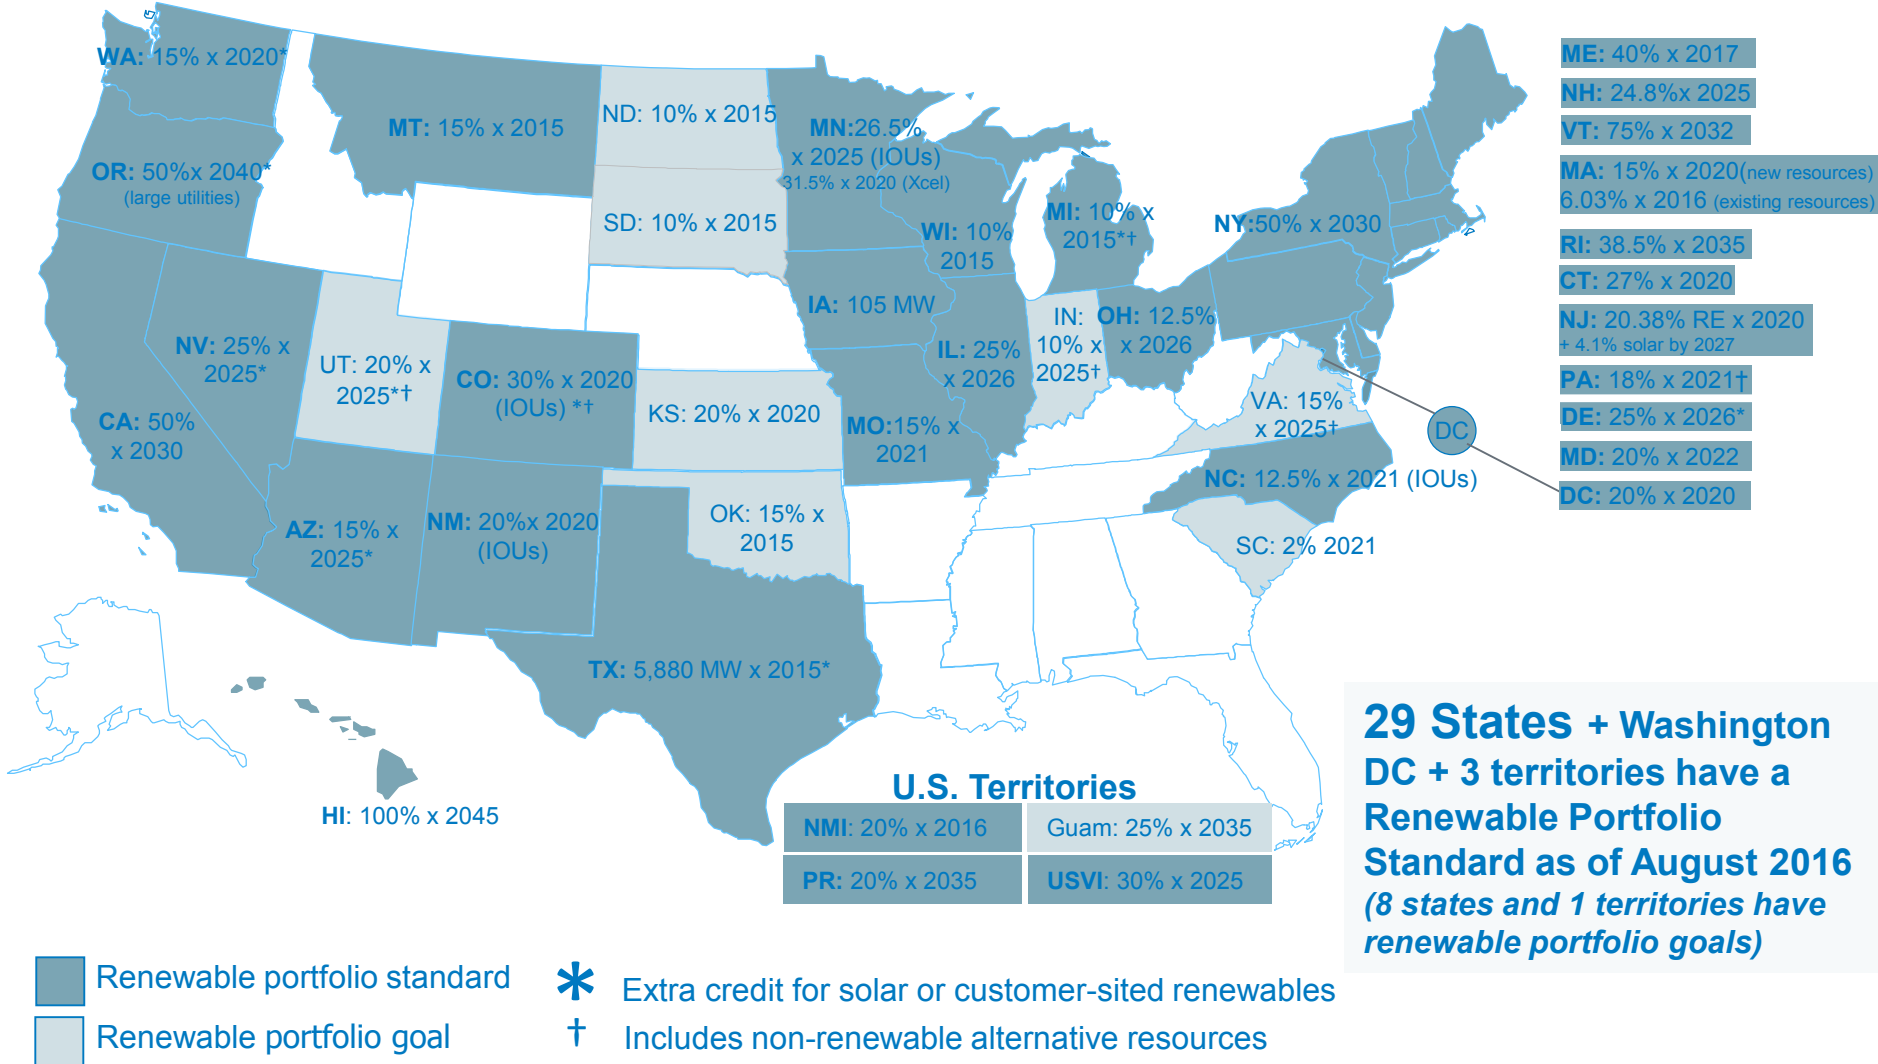 WA: 15% x 2020*
OR: 50%x 2040*
(large utilities)
CA: 50%
x 2030
NV: 25% x
2025*
MT: 15% x 2015
UT: 20% x
2025*†
AZ: 15% x
2025*
CO: 30% x 2020
(IOUs) *†
NM: 20%x 2020
(IOUs)
ND: 10% x 2015
SD: 10% x 2015
KS: 20% x 2020
OK: 15% x
2015
TX: 5,880 MW x 2015*
HI: 100% x 2045
MN:26.5%
x 2025 (IOUs)
31.5% x 2020 (Xcel)
IA: 105 MW
MO:15% x
2021
WI: 10%
2015
IL: 25%
x 2026
MI: 10% x
2015*†
IN:
10% x
2025†
OH: 12.5%
x 2026
NY:50% x 2030
VA: 15%
x 2025†
NC: 12.5% x 2021 (IOUs)
SC: 2% 2021
DC
ME: 40% x 2017
NH: 24.8%x 2025
VT: 75% x 2032
MA: 15% x 2020(new resources)
6.03% x 2016 (existing resources)
RI: 38.5% x 2035
CT: 27% x 2020
NJ: 20.38% RE x 2020
+ 4.1% solar by 2027
PA: 18% x 2021†
DE: 25% x 2026*
MD: 20% x 2022
DC: 20% x 2020
U.S. Territories
NMI: 20% x 2016
Guam: 25% x 2035
PR: 20% x 2035
USVI: 30% x 2025
29 States + Washington
DC + 3 territories have a
Renewable Portfolio
Standard as of August 2016
(8 states and 1 territories have
renewable portfolio goals)
Renewable portfolio standard
Renewable portfolio goal
* Extra credit for solar or customer-sited renewables
† Includes non-renewable alternative resources